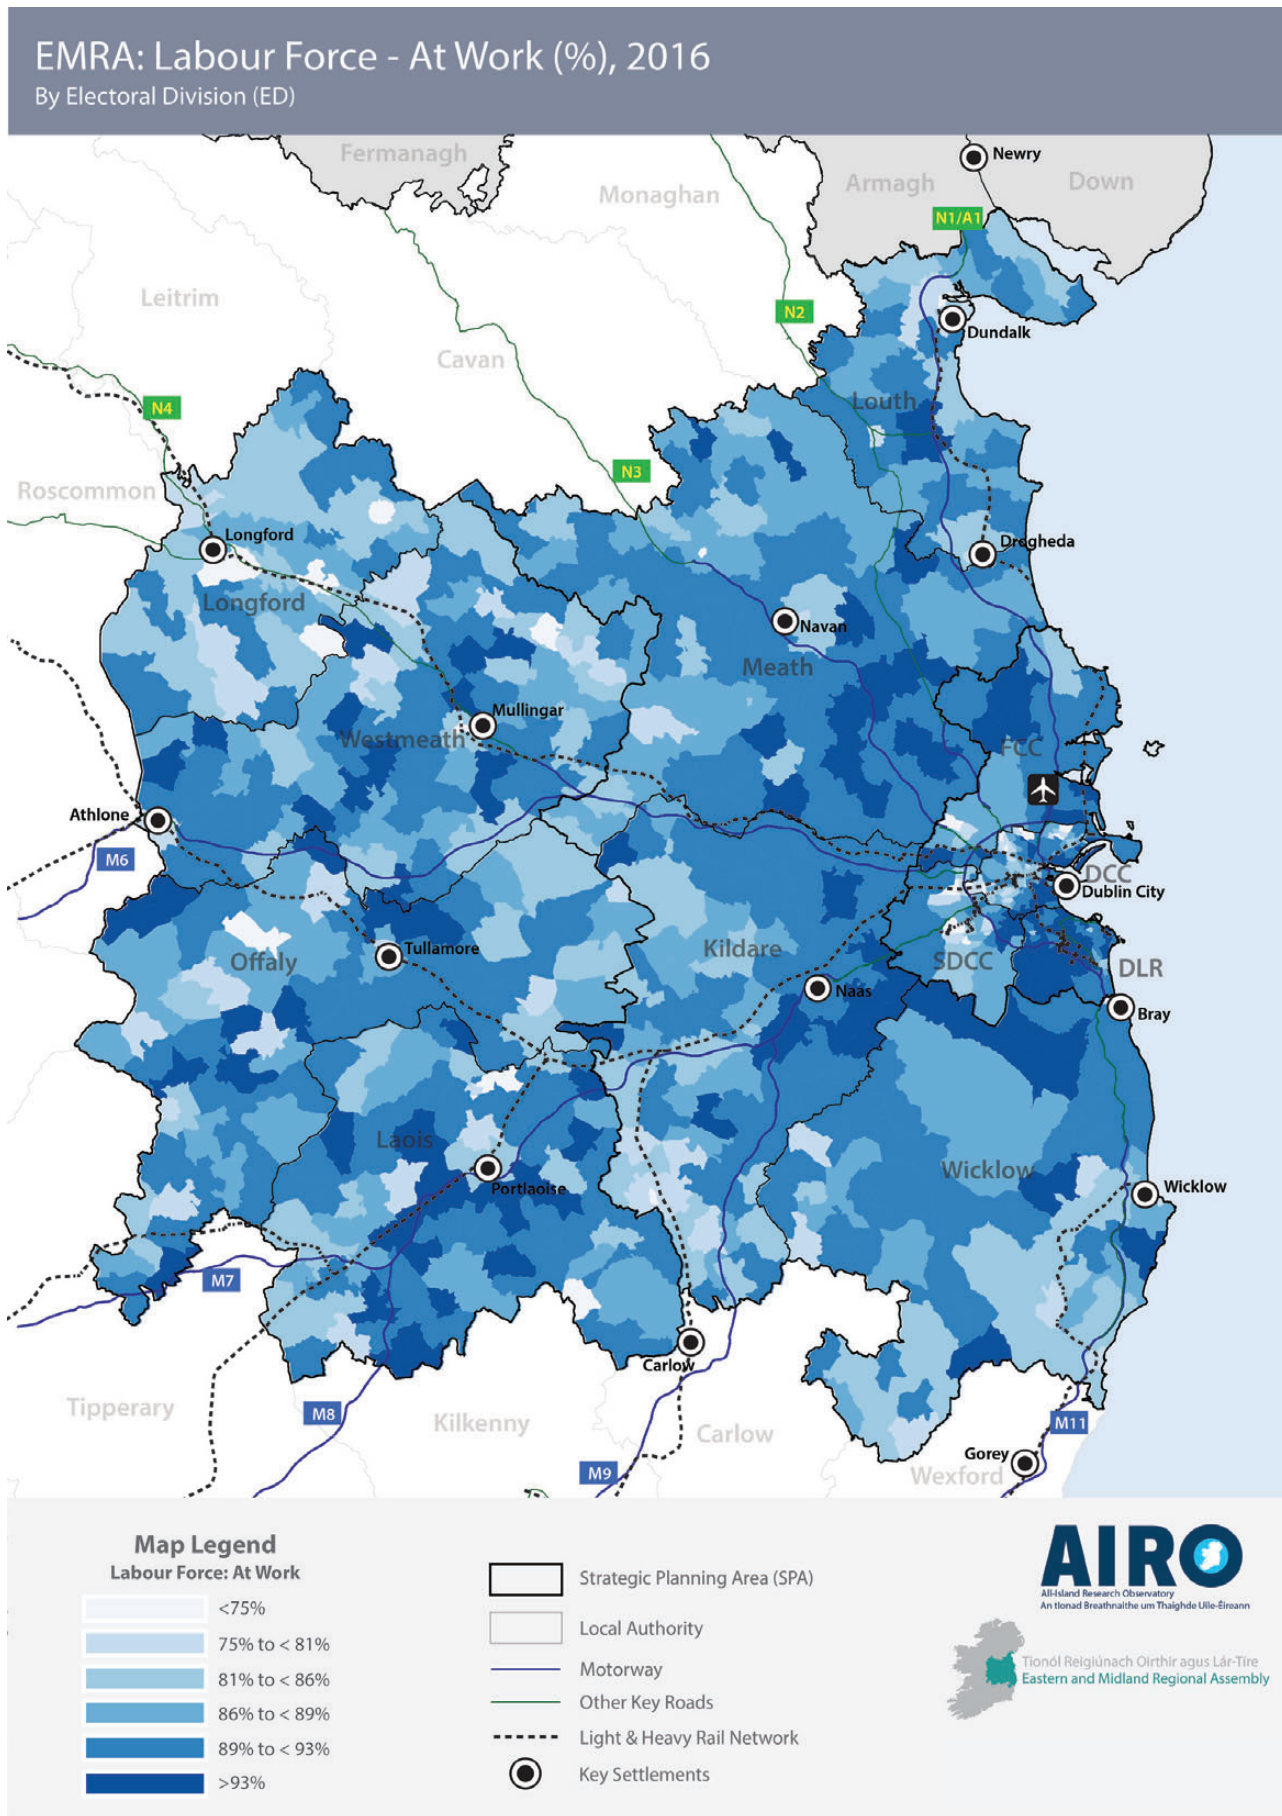 EMRA: Labour Force - At Work (%), 2016
By Electoral Division (ED)
Fermanagh
Newry
Monaghan
Armagh
Down
N1/A1
Leitrim
N2
Dundalk
Cavan
Louth
N4
N3
Roscommon
Longford
Drogheda
Longford
Navan
Meath
Mullingar
Westmeath
FCC
Athlone
M6
DCC
Dublin City
Tullamore
Kildare
Offaly
SDCC
DLR
Naas
Bray
Laois
Wicklow
Portlaoise
Wicklow
M7
Carlow
Tipperary
M8
Kilkenny
Carlow
M11
Gorey
M9
Wexford
Map Legend
Labour Force: At Work
<75%
75% to < 81%
81% to < 86%
86% to < 89%
89% to < 93%
>93%
Strategic Planning Area (SPA)
Local Authority
Motorway
Other Key Roads
Light & Heavy Rail Network
Key Settlements
AIRO
All-Island Research Observatory
An tIonad Breathnaithe um Thaighde Uile-Éireann
Tionól Reigiúnach Oirthir agus Lár-Tíre
Eastern and Midland Regional Assembly